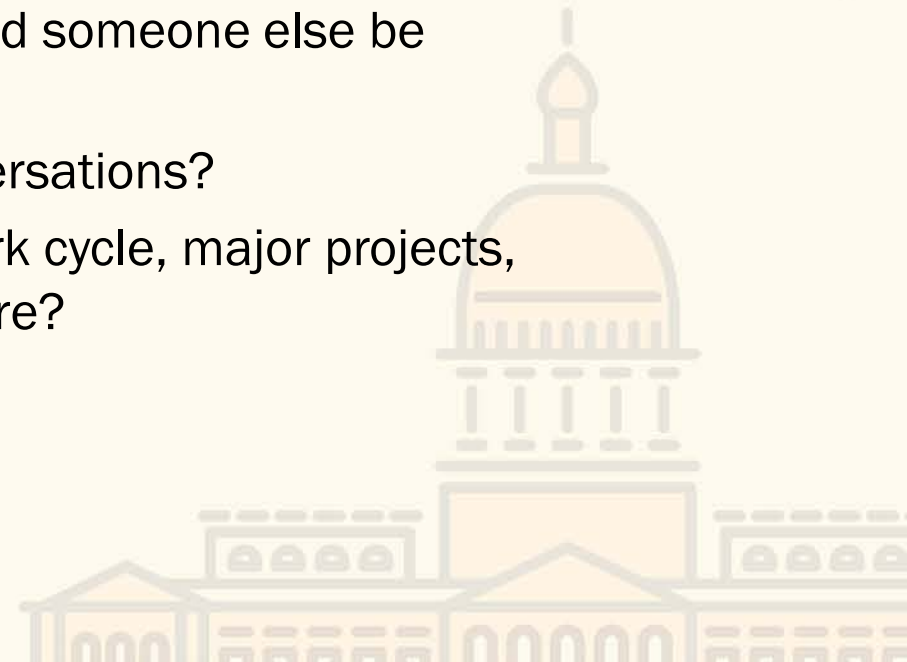 d someone else be
ersations?
rk cycle, major projects,
re?